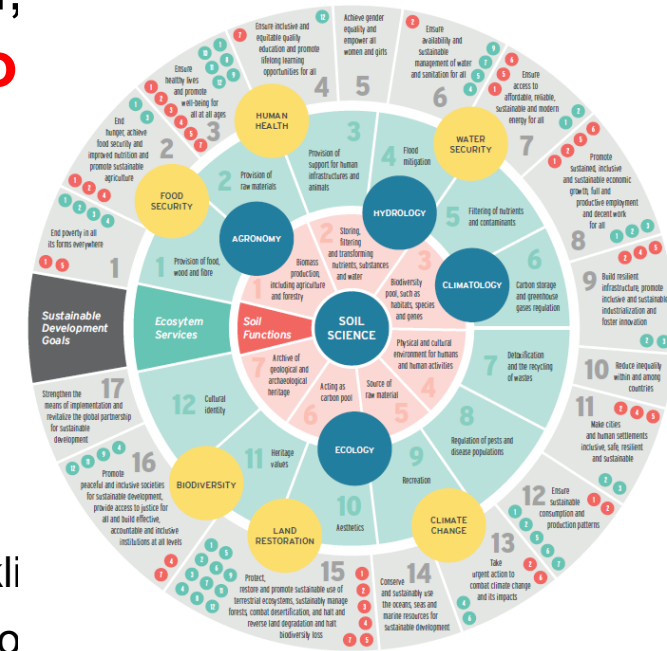 Sustainable
Development
Goals
Ecosytem
Services
Soil
Functions
SOIL
SCIENCE
AGRONOMY
HYDROLOGY
CLIMATOLOGY
ECOLOGY
HUMAN
HEALTH
WATER
SECURITY
FOOD
SECURITY
BIODIVERSITY
LAND
RESTORATION
CLIMATE
CHANGE
1
Biomass
production,
including agriculture
and forestry
2
Storing,
filtering
and transforming
nutrients, substances
and water
3
Biodiversity
pool, such as
habitats, species
and genes
4
Physical and cultural
environment for humans
and human activities
5
Source of
raw material
6
Acting as
carbon pool
7
Archive of
geological and
archaeological
heritage
1
Provision of food,
wood and fibre
2
Provision of
raw materials
3
Provision of
support for human
infrastructures and
animals
4
Flood
mitigation
5
Filtering of nutrients
and contaminants
6
Carbon storage
and greenhouse
gases regulation
7
Detoxification
and the recycling
of wastes
8
Regulation of pests and
disease populations
9
Recreation
10
Aesthetics
11
Heritage
values
12
Cultural
identity
1
End poverty in all
its forms everywhere
2
End
hunger, achieve
food security and
improved nutrition and
promote sustainable
agriculture
3
Ensure
healthy lives
and promote
well-being for
all at all ages
4
Ensure inclusive and
equitable quality
education and promote
lifelong learning
opportunities for all
5
Achieve gender
equality and
empower all
women and girls
6
Ensure
availability and
sustainable
management of water
and sanitation for all
7
Ensure
access to
affordable, reliable,
sustainable and modern
energy for all
8
Promote
sustained, inclusive
and sustainable economic
growth, full and
productive employment
and decent work
for all
9
Build resilient
infrastructure, promote
inclusive and sustainable
industrialization and
foster innovation
10
Reduce inequality
within and among
countries
11
Make cities
and human settlements
inclusive, safe, resilient
and sustainable
12
Ensure
sustainable
consumption and
production patterns
13
Take
urgent action to
combat climate change
and its impacts
14
Conserve
and sustainably use
the oceans, seas and
marine resources for
sustainable development
15
Protect,
restore and promote sustainable use of
terrestrial ecosystems, sustainably manage
forests, combat desertification, and halt and
reverse land degradation and halt
biodiversity loss
16
Promote
peaceful and inclusive societies
for sustainable development,
provide access to justice for
all and build effective,
accountable and inclusive
institutions at all levels
17
Strengthen the
means of implementation and
revitalize the global partnership
for sustainable
development